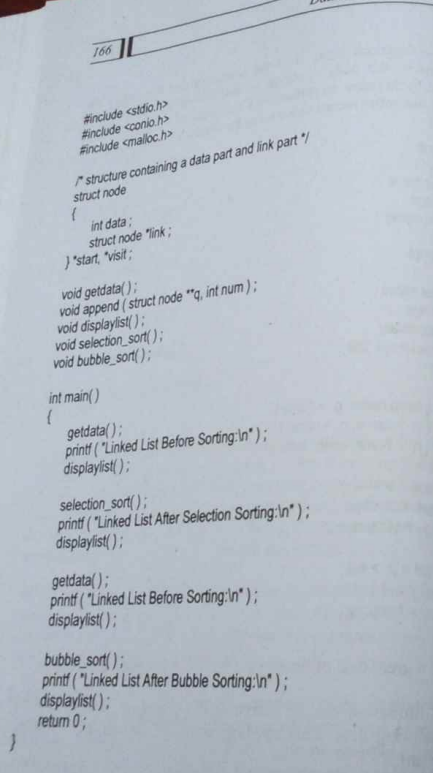 166
#include <stdio.h>
#include <conio.h>
#include <malloc.h>
/* structure containing a data part and link part */
struct node
{
int data ;
struct node *link ;
} *start, *visit ;
void getdata( ) ;
void append ( struct node **q, int num ) ;
void displaylist( ) ;
void selection_sort( ) ;
void bubble_sort( ) ;
int main( )
{
getdata( ) ;
printf ( "Linked List Before Sorting:\n" ) ;
displaylist( ) ;
selection_sort( ) ;
printf ( "Linked List After Selection Sorting:\n" ) ;
displaylist( ) ;
getdata( ) ;
printf ( "Linked List Before Sorting:\n" ) ;
displaylist( ) ;
bubble_sort( ) ;
printf ( "Linked List After Bubble Sorting:\n" ) ;
displaylist( ) ;
return 0 ;
}